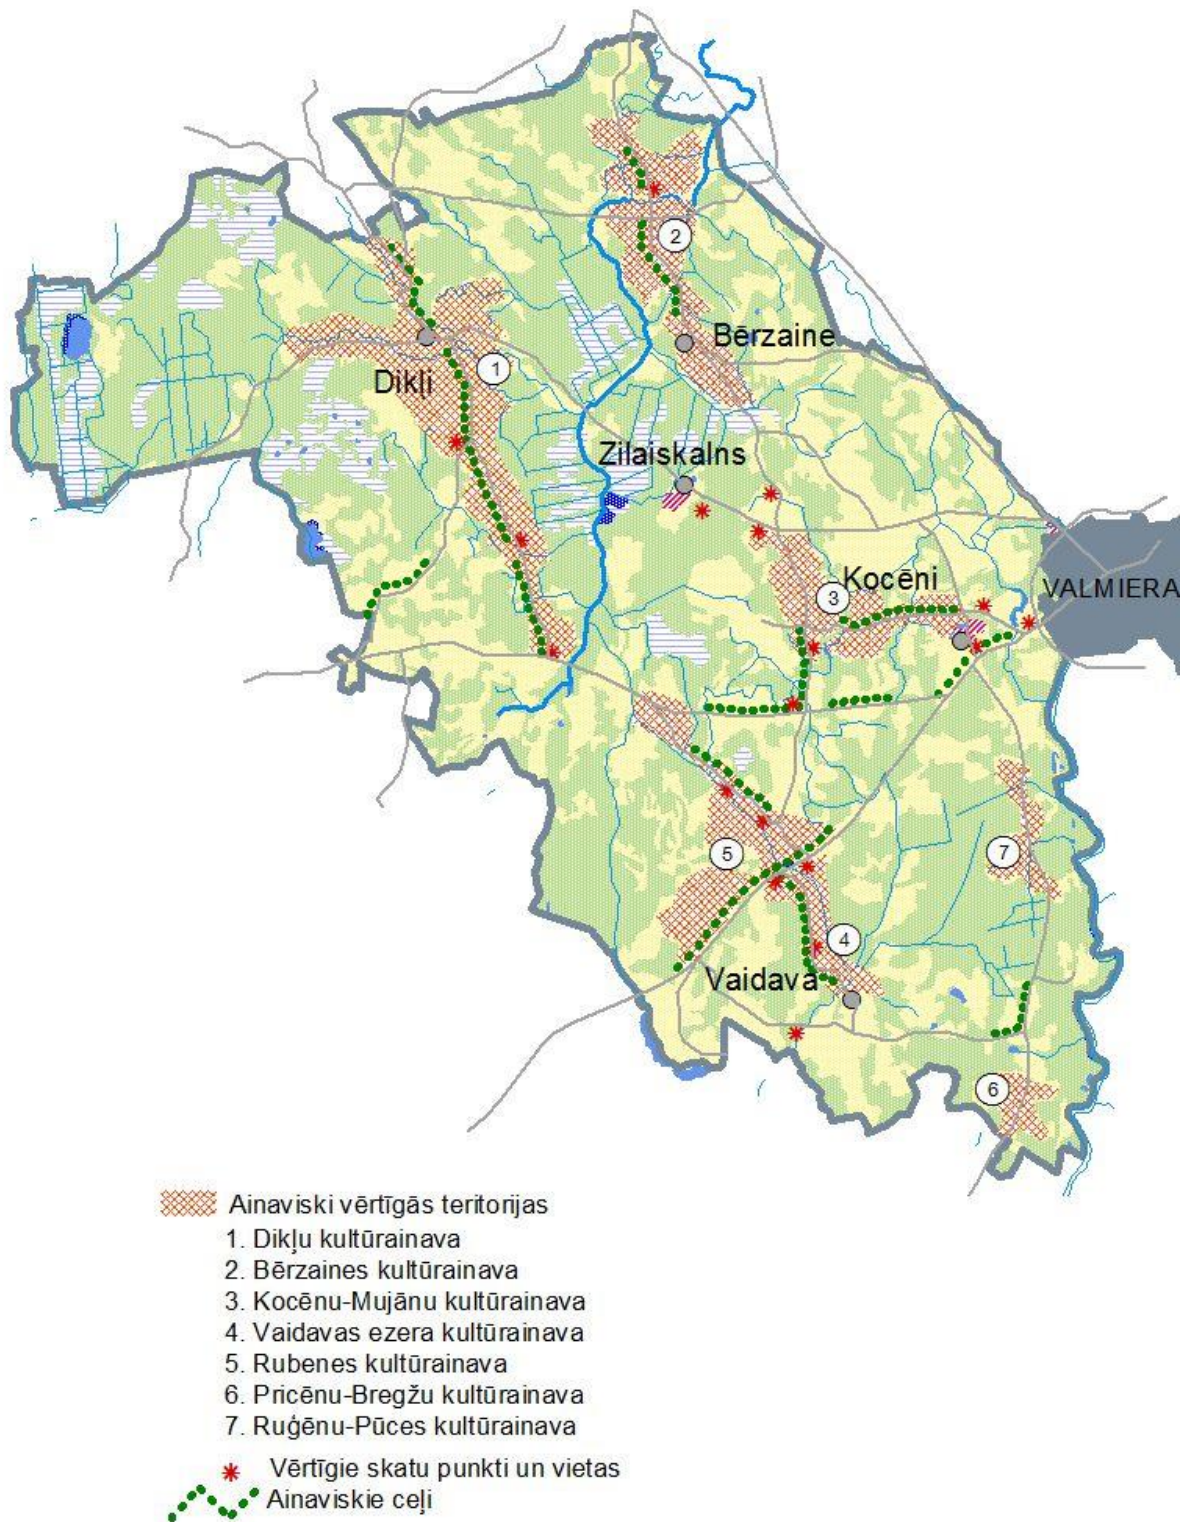 2
Bērzaine
1
Dikļi
Zilaiskalns
Kocēni
3
VALMIERA
5
7
4
Vaidava
6
Ainaviski vērtīgās teritorijas
1. Dikļu kultūrainava
2. Bērzaines kultūrainava
3. Kocēnu-Mujānu kultūrainava
4. Vaidavas ezera kultūrainava
5. Rubenes kultūrainava
6. Pricēnu-Bregžu kultūrainava
7. Ruģēnu-Pūces kultūrainava
Vērtīgie skatu punkti un vietas
Ainaviskie ceļi